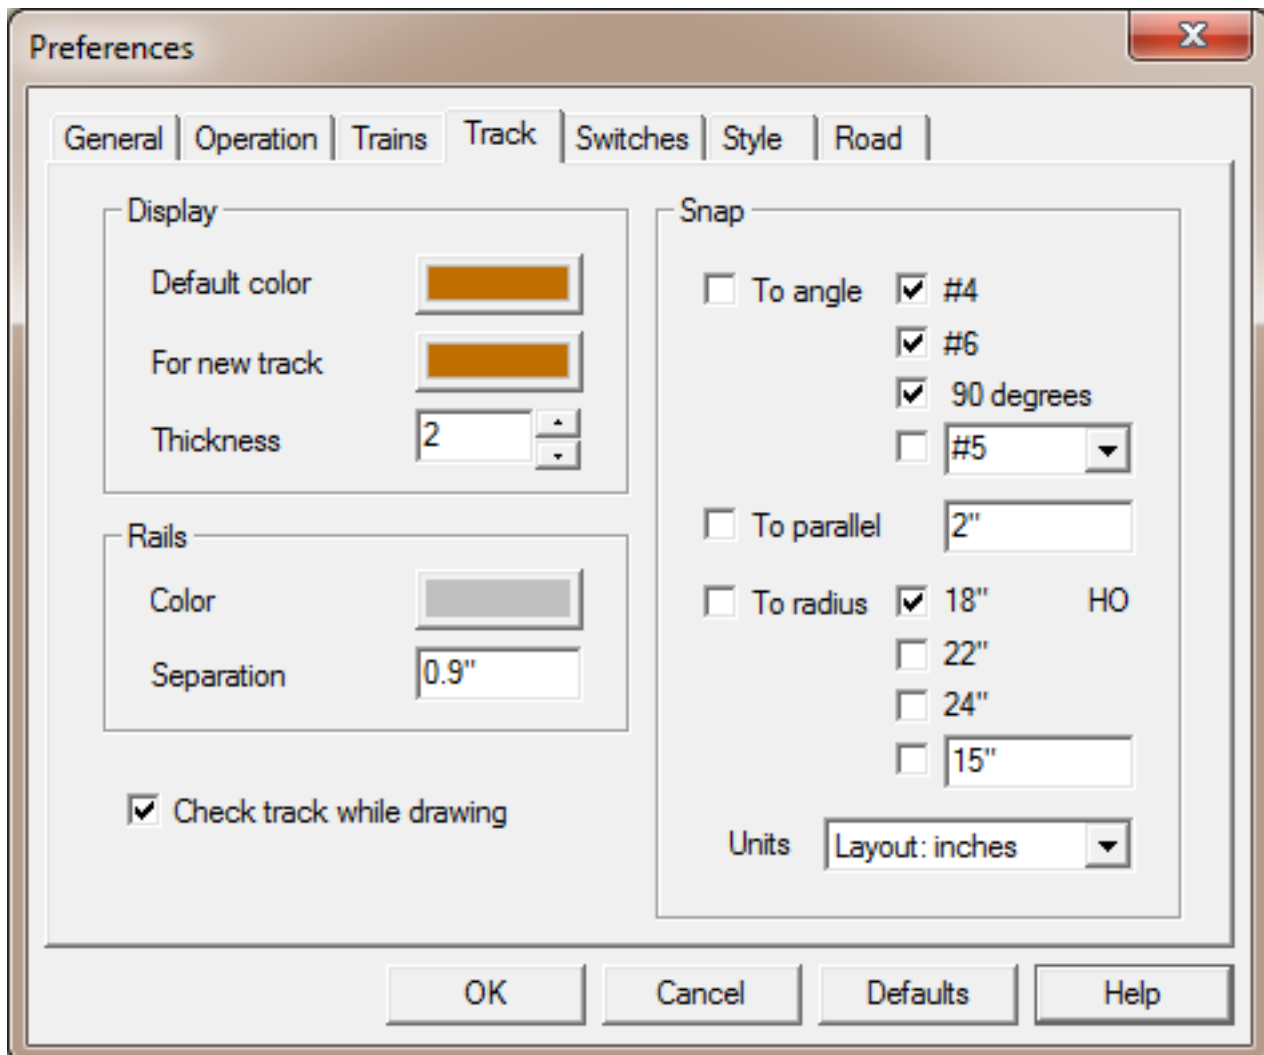 Preferences
General Operation Trains Track Switches Style Road
Display
Default color
For new track
Thickness 2
Rails
Color
Separation 0.9"
Check track while drawing
Snap
To angle #4
#6
90 degrees
#5
To parallel 2"
To radius 18" HO
22"
24"
15"
Units Layout: inches
OK Cancel Defaults Help